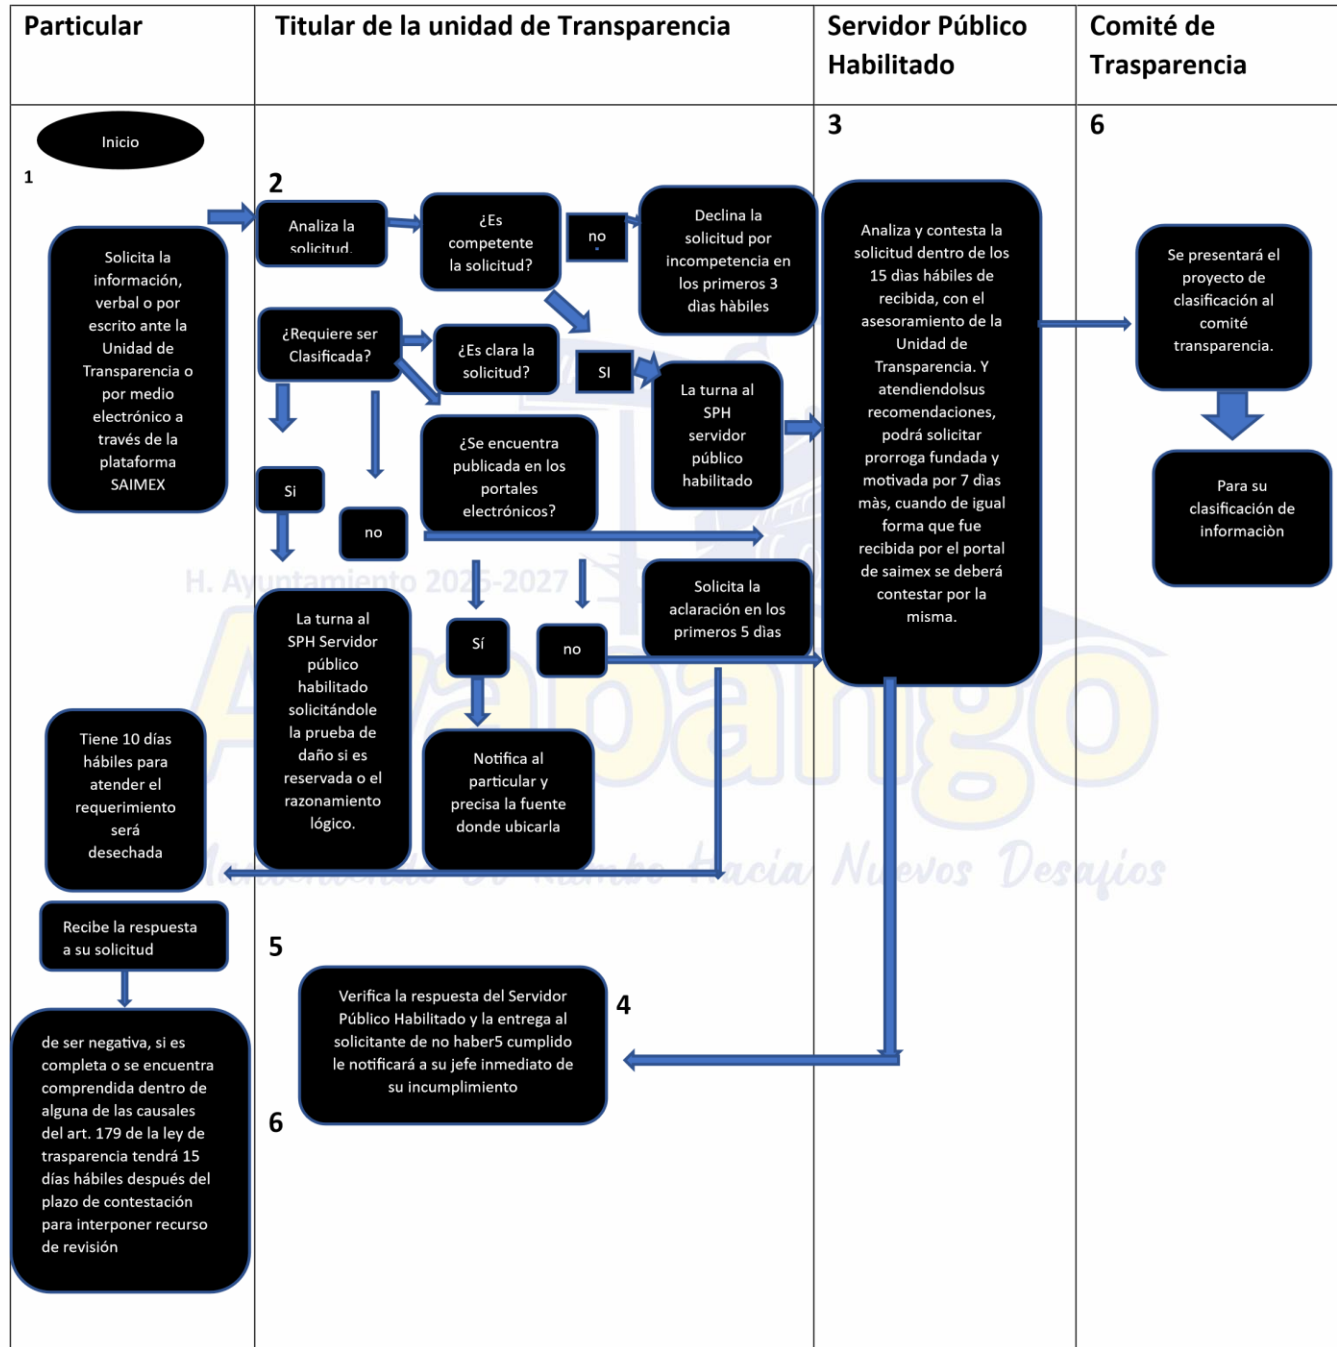 Particular
Titular de la unidad de Transparencia
Servidor Público
Habilitado
Comité de
Trasparencia
Inicio
1
Solicita la
información,
verbal o por
escrito ante la
Unidad de
Transparencia o
por medio
electrónico a
través de la
plataforma
SAIMEX
2
Analiza la
solicitud.
¿Es
competente
la solicitud?
no
Declina la
solicitud por
incompetencia en
los primeros 3
dìas hàbiles
¿Requiere ser
Clasificada?
¿Es clara la
solicitud?
SI
La turna al
SPH
servidor
público
habilitado
¿Se encuentra
publicada en los
portales
electrónicos?
Si
no
Solicita la
aclaración en los
primeros 5 dìas
Sí
no
La turna al
SPH Servidor
público
habilitado
solicitándole
la prueba de
daño si es
reservada o el
razonamiento
lógico.
Notifica al
particular y
precisa la fuente
donde ubicarla
3
Analiza y contesta la
solicitud dentro de los
15 dìas hábiles de
recibida, con el
asesoramiento de la
Unidad de
Transparencia. Y
atendiendolsus
recomendaciones,
podrá solicitar
prorroga fundada y
motivada por 7 dìas
màs, cuando de igual
forma que fue
recibida por el portal
de saimex se deberá
contestar por la
misma.
6
Se presentará el
proyecto de
clasificación al
comité
transparencia.
Para su
clasificación de
informaciòn
H. Ayuntamiento 2025-2027
Ayapango
Nuevos Desafíos
Tiene 10 días
hábiles para
atender el
requerimiento
será
desechada
Recibe la respuesta
a su solicitud
de ser negativa, si es
completa o se encuentra
comprendida dentro de
alguna de las causales
del art. 179 de la ley de
trasparencia tendrá 15
días hábiles después del
plazo de contestación
para interponer recurso
de revisión
5
Verifica la respuesta del Servidor
Público Habilitado y la entrega al
solicitante de no haber5 cumplido
le notificará a su jefe inmediato de
su incumplimiento
4
6